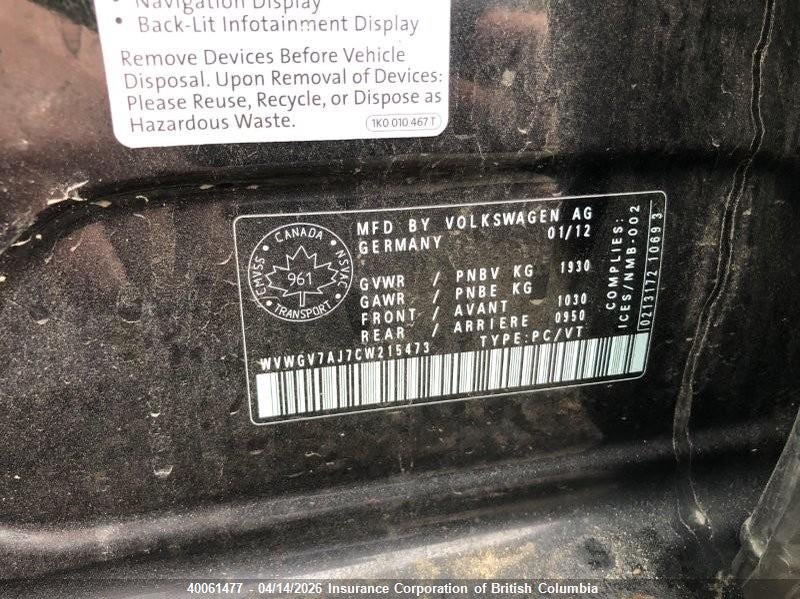 • Navigation Display
• Back-Lit Infotainment Display
Remove Devices Before Vehicle
Disposal. Upon Removal of Devices:
Please Reuse, Recycle, or Dispose as
Hazardous Waste.
1K0 010 467 T
CANADA
CMVSS
NSVAC
961
TRANSPORT
MFD BY VOLKSWAGEN AG
GERMANY 01/12
GVWR / PNBV KG 1930
GAWR / PNBE KG
FRONT / AVANT 1030
REAR / ARRIÈRE 0950
WVWGV7AJ7CW215473 TYPE:PC/VT
COMPLIES:
ICES/NMB-002
0213172 10693
40061477 - 04/14/2026 Insurance Corporation of British Columbia